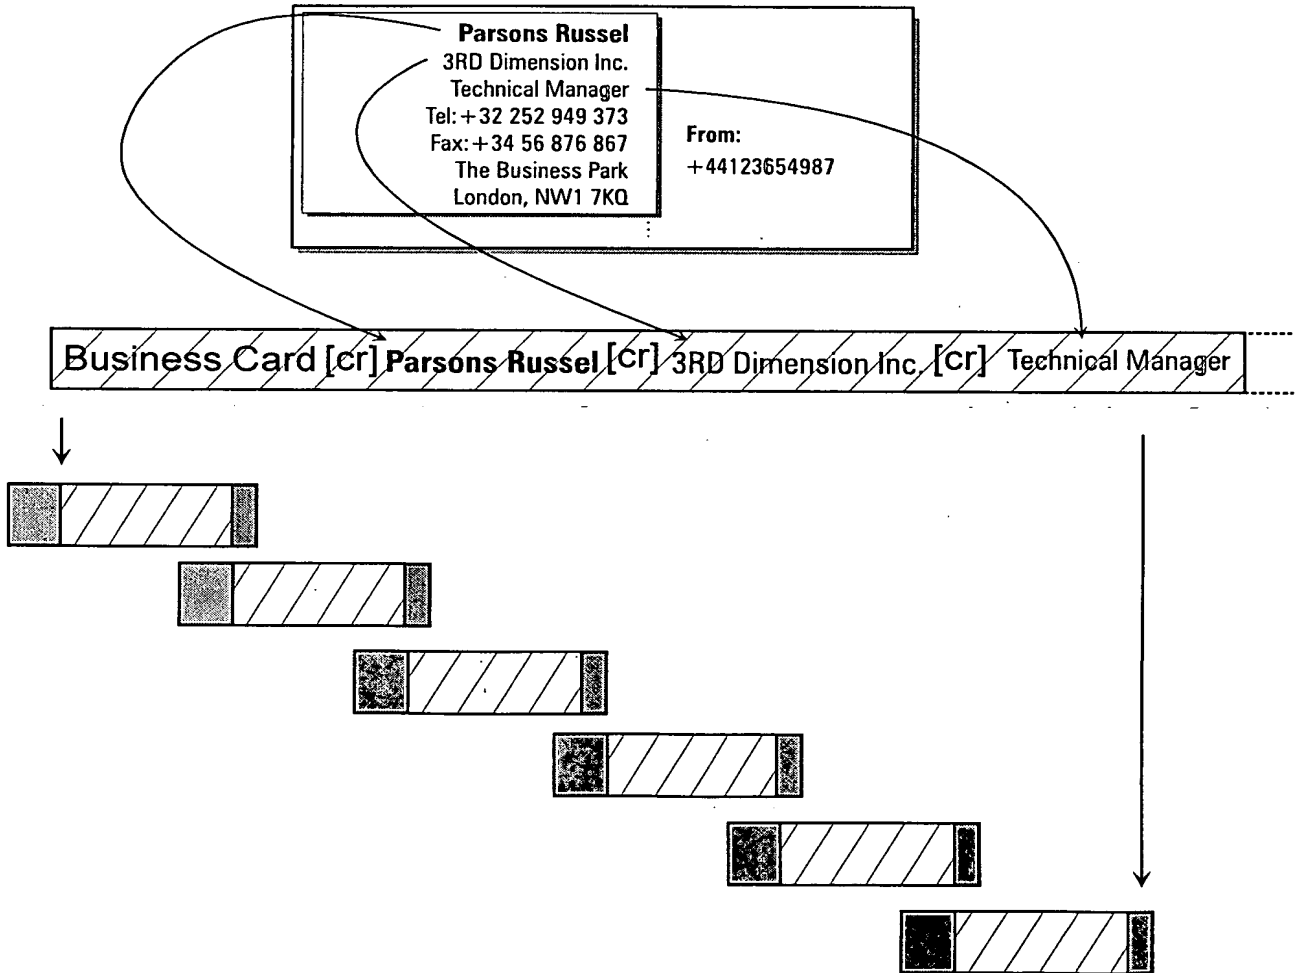 Parsons Russel
3RD Dimension Inc.
Technical Manager
Tel:+32 252 949 373
Fax:+34 56 876 867
The Business Park
London, NW1 7KQ
From:
+44123654987
Business Card [cr] Parsons Russel [cr] 3RD Dimension Inc. [cr] Technical Manager